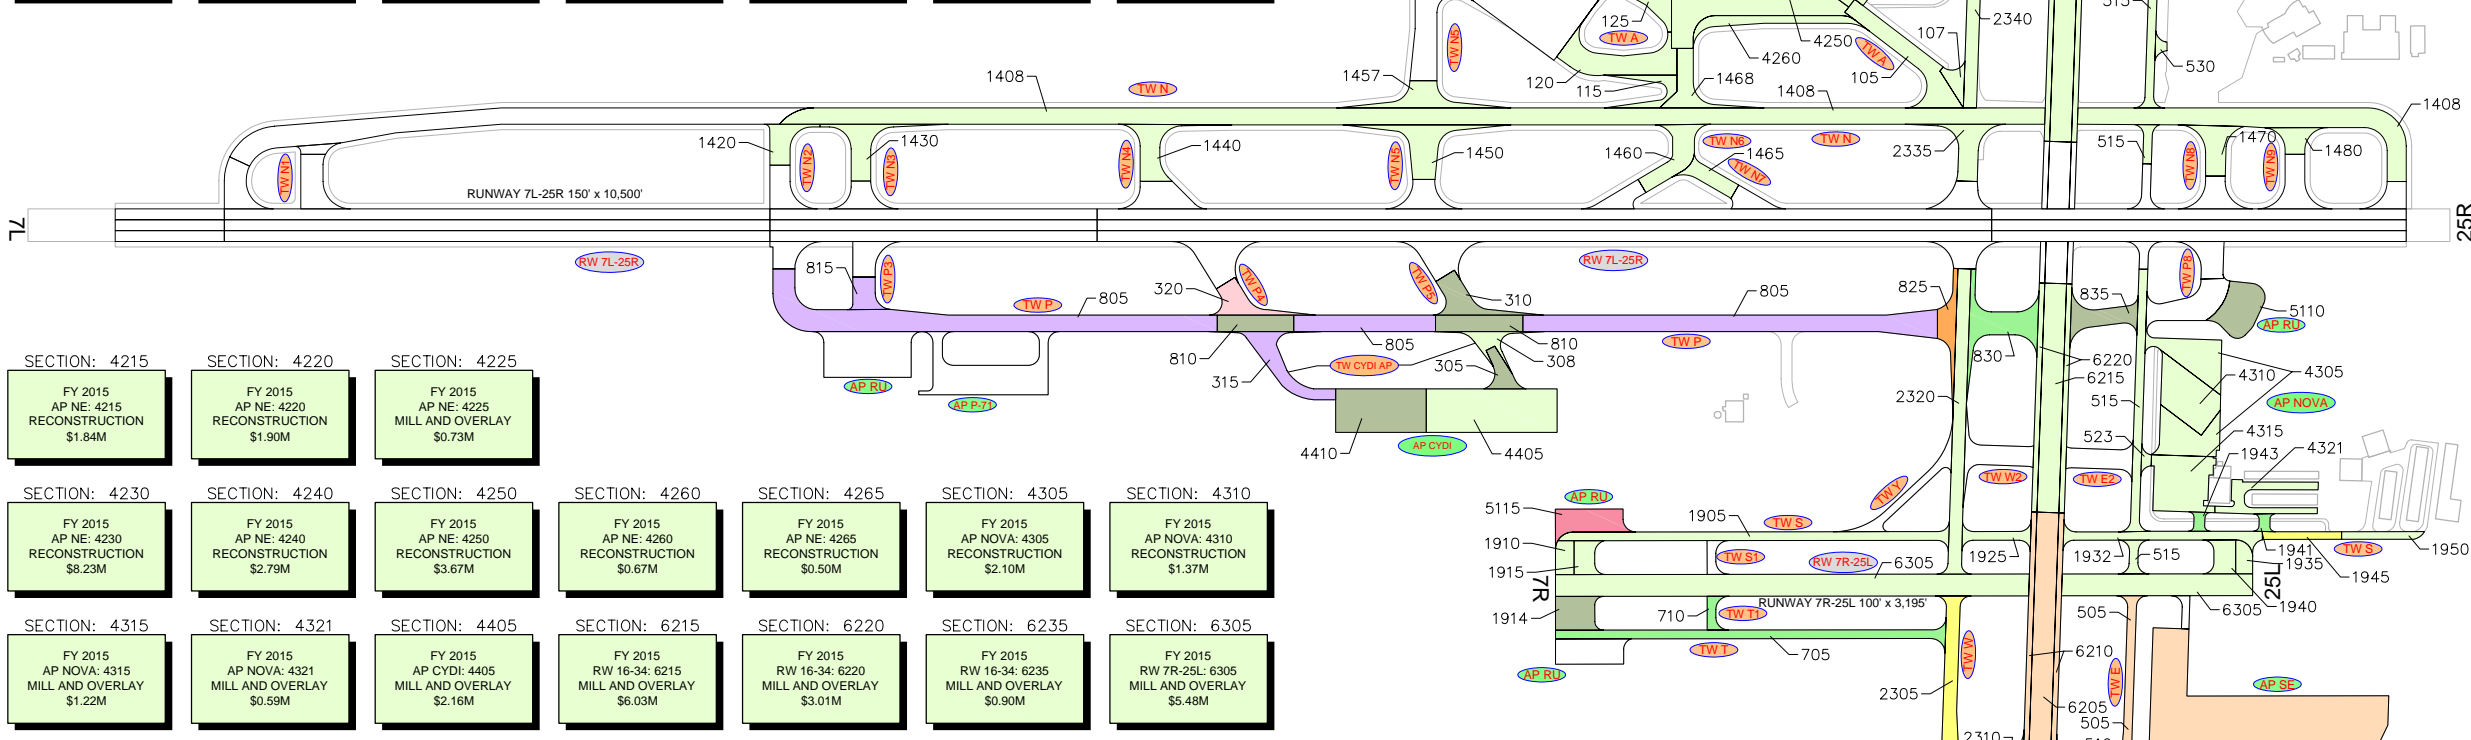 515
125
TW A
2340
107
4250
4260
TW A
105
TW N5
120
115
530
1408
TW N
1457
1468
1408
1408
1420
TW N1
TW N2
1430
TW N3
TW N4
1440
TW N5
1450
1460
TW N6
1465
TW N7
TW N
2335
515
TW N8
1470
TW N9
1480
RUNWAY 7L-25R 150' x 10,500'
7L
25R
RW 7L-25R
RW 7L-25R
815
TW P3
TW P
805
320
TW P4
TW P5
310
805
825
835
TW P8
5110
AP RU
810
315
805
TW CYDI AP
305
810
308
TW P
830
6220
6215
4305
4310
AP NOVA
AP RU
AP P-71
2320
515
4410
AP CYDI
4405
523
4315
1943
4321
SECTION: 4215
FY 2015
AP NE: 4215
RECONSTRUCTION
$1.84M
SECTION: 4220
FY 2015
AP NE: 4220
RECONSTRUCTION
$1.90M
SECTION: 4225
FY 2015
AP NE: 4225
MILL AND OVERLAY
$0.73M
SECTION: 4230
FY 2015
AP NE: 4230
RECONSTRUCTION
$8.23M
SECTION: 4240
FY 2015
AP NE: 4240
RECONSTRUCTION
$2.79M
SECTION: 4250
FY 2015
AP NE: 4250
RECONSTRUCTION
$3.67M
SECTION: 4260
FY 2015
AP NE: 4260
RECONSTRUCTION
$0.67M
SECTION: 4265
FY 2015
AP NE: 4265
RECONSTRUCTION
$0.50M
SECTION: 4305
FY 2015
AP NOVA: 4305
RECONSTRUCTION
$2.10M
SECTION: 4310
FY 2015
AP NOVA: 4310
RECONSTRUCTION
$1.37M
SECTION: 4315
FY 2015
AP NOVA: 4315
MILL AND OVERLAY
$1.22M
SECTION: 4321
FY 2015
AP NOVA: 4321
MILL AND OVERLAY
$0.59M
SECTION: 4405
FY 2015
AP CYDI: 4405
MILL AND OVERLAY
$2.16M
SECTION: 6215
FY 2015
RW 16-34: 6215
MILL AND OVERLAY
$6.03M
SECTION: 6220
FY 2015
RW 16-34: 6220
MILL AND OVERLAY
$3.01M
SECTION: 6235
FY 2015
RW 16-34: 6235
MILL AND OVERLAY
$0.90M
SECTION: 6305
FY 2015
RW 7R-25L: 6305
MILL AND OVERLAY
$5.48M
AP RU
5115
1905
TW S
TW Y
TW W2
TW E2
1910
1915
TW S1
RW 7R-25L
6305
1925
1932
515
1941
1935
TW S
1950
1945
1940
7R
25L
1914
710
TW T1
RUNWAY 7R-25L 100' x 3,195'
505
6305
AP RU
TW T
705
TW W
2305
6210
TW E
AP SE
6205
505
2310